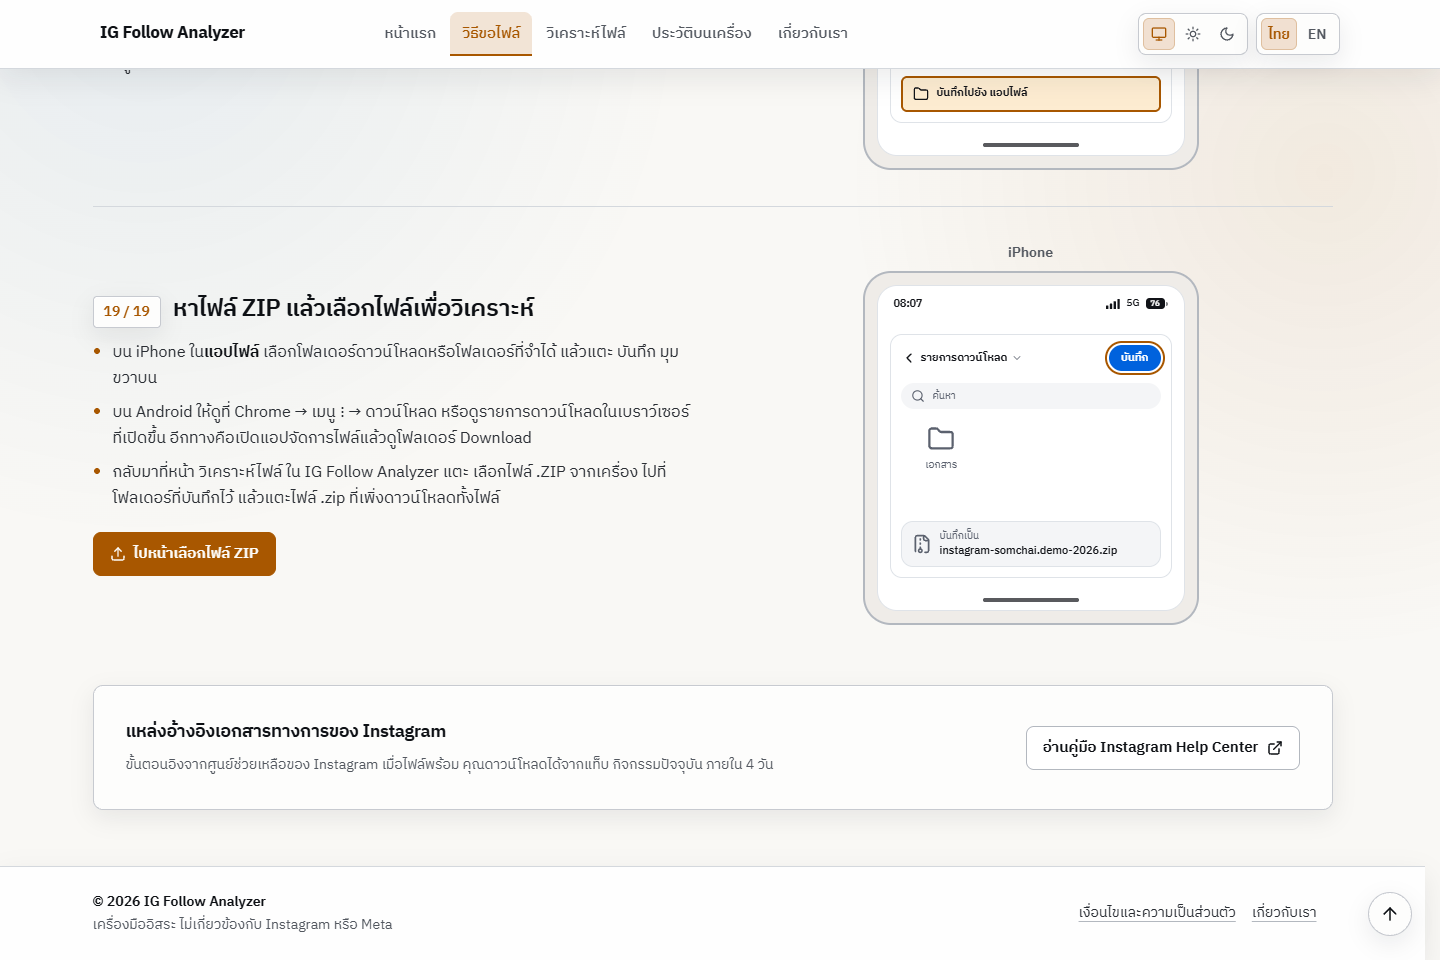 IG Follow Analyzer
หน้าแรก
วิธีขอไฟล์
วิเคราะห์ไฟล์
ประวัติบนเครื่อง
เกี่ยวกับเรา
ไทย
EN
บันทึกไปยัง แอปไฟล์
iPhone
19 / 19
หาไฟล์ ZIP แล้วเลือกไฟล์เพื่อวิเคราะห์
• บน iPhone ในแอปไฟล์ เลือกโฟลเดอร์ดาวน์โหลดหรือโฟลเดอร์ที่จำได้ แล้วแตะ บันทึก มุม
ขวาบน
• บน Android ให้ดูที่ Chrome → เมนู ⁝ → ดาวน์โหลด หรือดูรายการดาวน์โหลดในเบราว์เซอร์
ที่เปิดขึ้น อีกทางคือเปิดแอปจัดการไฟล์แล้วดูโฟลเดอร์ Download
• กลับมาที่หน้า วิเคราะห์ไฟล์ ใน IG Follow Analyzer แตะ เลือกไฟล์ .ZIP จากเครื่อง ไปที่
โฟลเดอร์ที่บันทึกไว้ แล้วแตะไฟล์ .zip ที่เพิ่งดาวน์โหลดทั้งไฟล์
ไปหน้าเลือกไฟล์ ZIP
08:07
5G
76
รายการดาวน์โหลด
บันทึก
ค้นหา
เอกสาร
บันทึกเป็น
instagram-somchai.demo-2026.zip
แหล่งอ้างอิงเอกสารทางการของ Instagram
ขั้นตอนอิงจากศูนย์ช่วยเหลือของ Instagram เมื่อไฟล์พร้อม คุณดาวน์โหลดได้จากแท็บ กิจกรรมปัจจุบัน ภายใน 4 วัน
อ่านคู่มือ Instagram Help Center
© 2026 IG Follow Analyzer
เครื่องมืออิสระ ไม่เกี่ยวข้องกับ Instagram หรือ Meta
เงื่อนไขและความเป็นส่วนตัว
เกี่ยวกับเรา